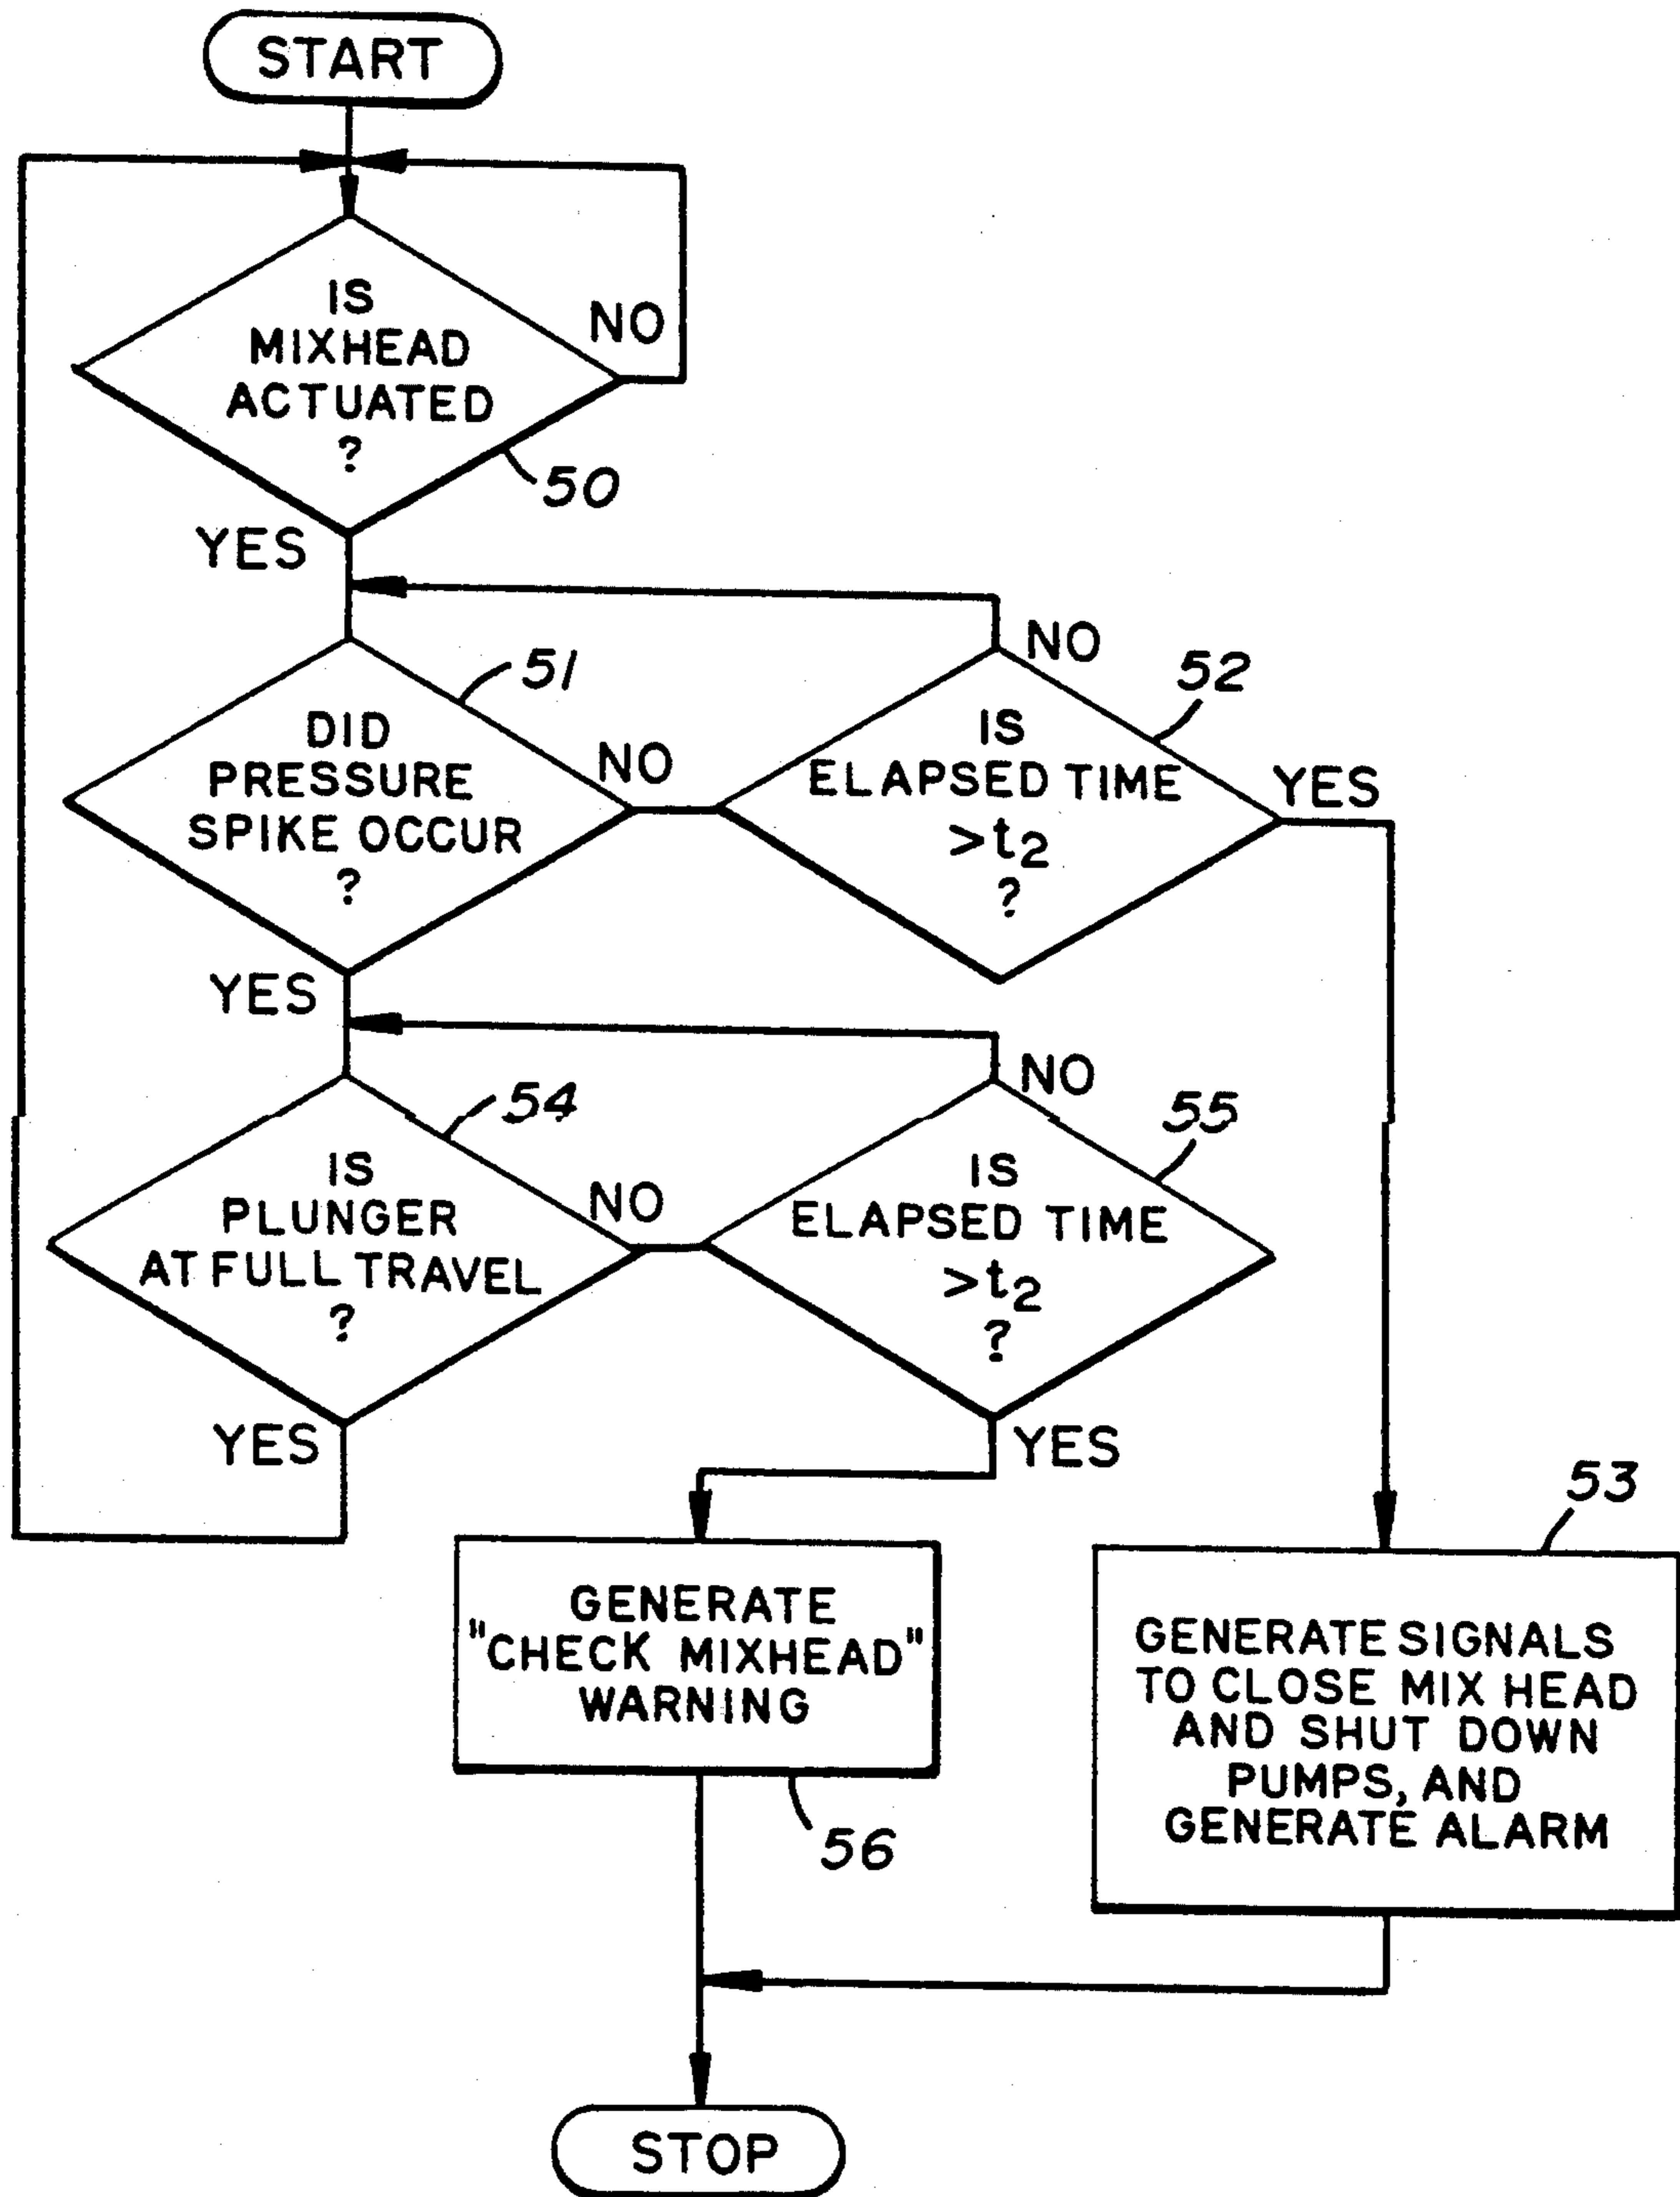 START
IS
MIXHEAD
ACTUATED
?
NO
50
YES
51
DID
PRESSURE
SPIKE OCCUR
?
NO
NO
52
IS
ELAPSED TIME
>t2
?
YES
YES
54
IS
PLUNGER
AT FULL TRAVEL
?
NO
NO
55
IS
ELAPSED TIME
>t2
?
YES
YES
GENERATE
"CHECK MIXHEAD"
WARNING
56
53
GENERATE SIGNALS
TO CLOSE MIX HEAD
AND SHUT DOWN
PUMPS, AND
GENERATE ALARM
STOP